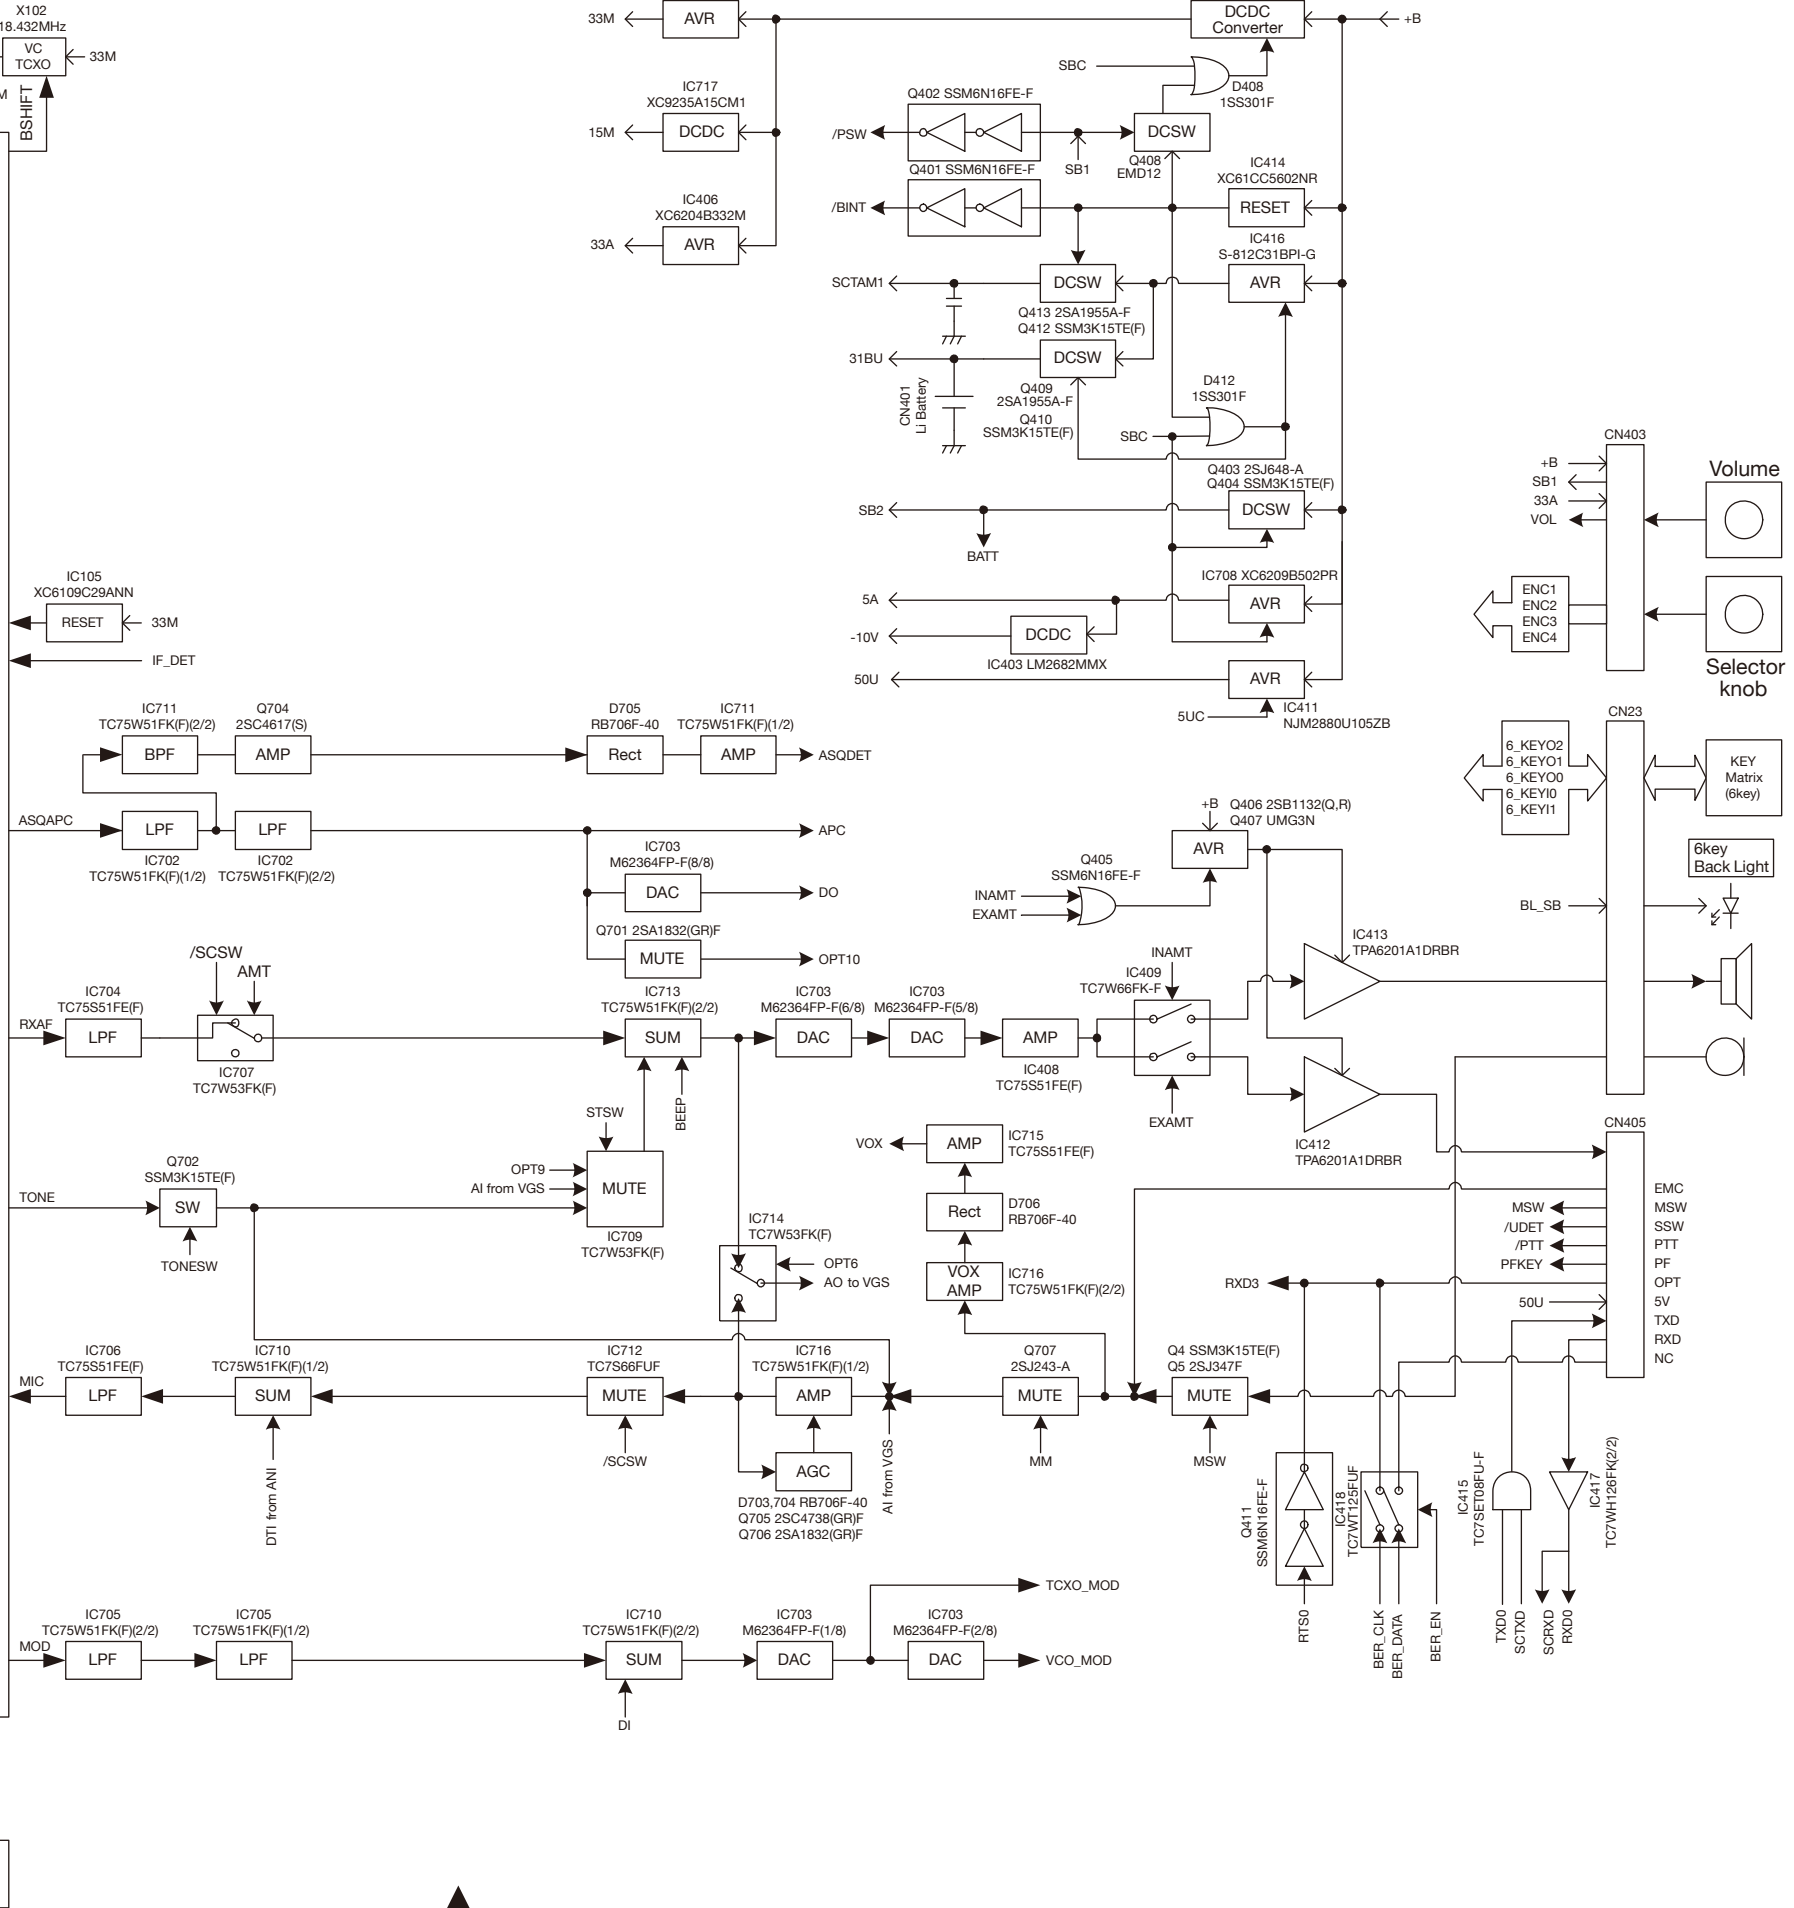 X102
18.432MHz
VC
TCXO
33M
BSHIFT
M
33M
AVR
DCDC
Converter
+B
SBC
D408
1SS301F
IC717
XC9235A15CM1
15M
DCDC
Q402 SSM6N16FE-F
/PSW
SB1
DCSW
Q408
EMD12
Q401 SSM6N16FE-F
/BINT
IC414
XC61CC5602NR
RESET
IC406
XC6204B332M
33A
AVR
IC416
S-812C31BPI-G
SCTAM1
DCSW
AVR
Q413 2SA1955A-F
Q412 SSM3K15TE(F)
31BU
DCSW
CN401
Li Battery
Q409
2SA1955A-F
Q410
SSM3K15TE(F)
D412
1SS301F
SBC
Q403 2SJ648-A
Q404 SSM3K15TE(F)
SB2
DCSW
BATT
IC708 XC6209B502PR
5A
AVR
-10V
DCDC
IC403 LM2682MMX
50U
AVR
5UC
IC411
NJM2880U105ZB
CN403
+B
SB1
33A
VOL
Volume
ENC1
ENC2
ENC3
ENC4
Selector
knob
IC105
XC6109C29ANN
RESET
33M
IF_DET
IC711
TC75W51FK(F)(2/2)
Q704
2SC4617(S)
D705
RB706F-40
IC711
TC75W51FK(F)(1/2)
BPF
AMP
Rect
AMP
ASQDET
ASQAPC
LPF
LPF
APC
IC702
TC75W51FK(F)(1/2)
IC702
TC75W51FK(F)(2/2)
IC703
M62364FP-F(8/8)
DAC
DO
Q701 2SA1832(GR)F
MUTE
OPT10
CN23
6_KEYO2
6_KEYO1
6_KEYO0
6_KEYI0
6_KEYI1
KEY
Matrix
(6key)
6key
Back Light
BL_SB
+B
Q406 2SB1132(Q,R)
Q407 UMG3N
AVR
Q405
SSM6N16FE-F
INAMT
EXAMT
IC413
TPA6201A1DRBR
/SCSW
AMT
IC704
TC75S51FE(F)
RXAF
LPF
IC707
TC7W53FK(F)
IC713
TC75W51FK(F)(2/2)
SUM
IC703
M62364FP-F(6/8)
DAC
IC703
M62364FP-F(5/8)
DAC
AMP
IC408
TC75S51FE(F)
INAMT
IC409
TC7W66FK-F
EXAMT
IC412
TPA6201A1DRBR
BEEP
STSW
OPT9
AI from VGS
MUTE
IC709
TC7W53FK(F)
Q702
SSM3K15TE(F)
TONE
SW
TONESW
VOX
AMP
IC715
TC75S51FE(F)
Rect
D706
RB706F-40
VOX
AMP
IC716
TC75W51FK(F)(2/2)
IC714
TC7W53FK(F)
OPT6
AO to VGS
CN405
EMC
MSW
MSW
/UDET
SSW
/PTT
PTT
PFKEY
PF
RXD3
OPT
50U
5V
TXD
RXD
NC
IC706
TC75S51FE(F)
MIC
LPF
IC710
TC75W51FK(F)(1/2)
SUM
DTI from ANI
IC712
TC7S66FUF
MUTE
/SCSW
IC716
TC75W51FK(F)(1/2)
AMP
AGC
D703,704 RB706F-40
Q705 2SC4738(GR)F
Q706 2SA1832(GR)F
AI from VGS
Q707
2SJ243-A
MUTE
MM
Q4 SSM3K15TE(F)
Q5 2SJ347F
MUTE
MSW
Q411
SSM6N16FE-F
RTS0
IC418
TC7WT125FUF
BER_CLK
BER_DATA
BER_EN
IC415
TC7SET08FU-F
TXD0
SCTXD
IC417
TC7WH126FK(2/2)
SCRXD
RXD0
IC705
TC75W51FK(F)(2/2)
IC705
TC75W51FK(F)(1/2)
MOD
LPF
LPF
IC710
TC75W51FK(F)(2/2)
SUM
DI
IC703
M62364FP-F(1/8)
DAC
IC703
M62364FP-F(2/8)
DAC
TCXO_MOD
VCO_MOD